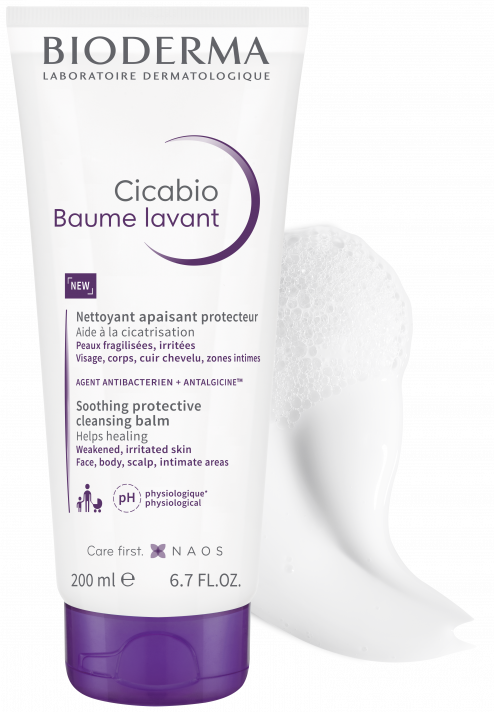 BIODERMA
LABORATOIRE DERMATOLOGIQUE
Cicabio
Baume lavant
NEW
Nettoyant apaisant protecteur
Aide à la cicatrisation
Peaux fragilisées, irritées
Visage, corps, cuir chevelu, zones intimes
AGENT ANTIBACTERIEN + ANTALGICINE™
Soothing protective
cleansing balm
Helps healing
Weakened, irritated skin
Face, body, scalp, intimate areas
pH physiologique*
physiological
Care first. NAOS
200 ml ℮ 6.7 FL.OZ.